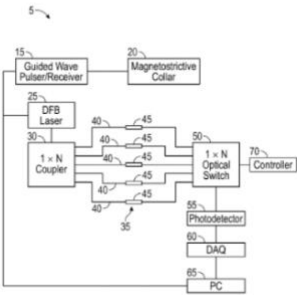 5
15
20
Guided Wave
Pulser/Receiver
Magnetostrictive
Collar
25
DFB
Laser
30
1 × N
Coupler
40
45
40
45
40
45
40
45
40
45
35
50
1 × N
Optical
Switch
70
Controller
55
Photodetector
60
DAQ
65
PC